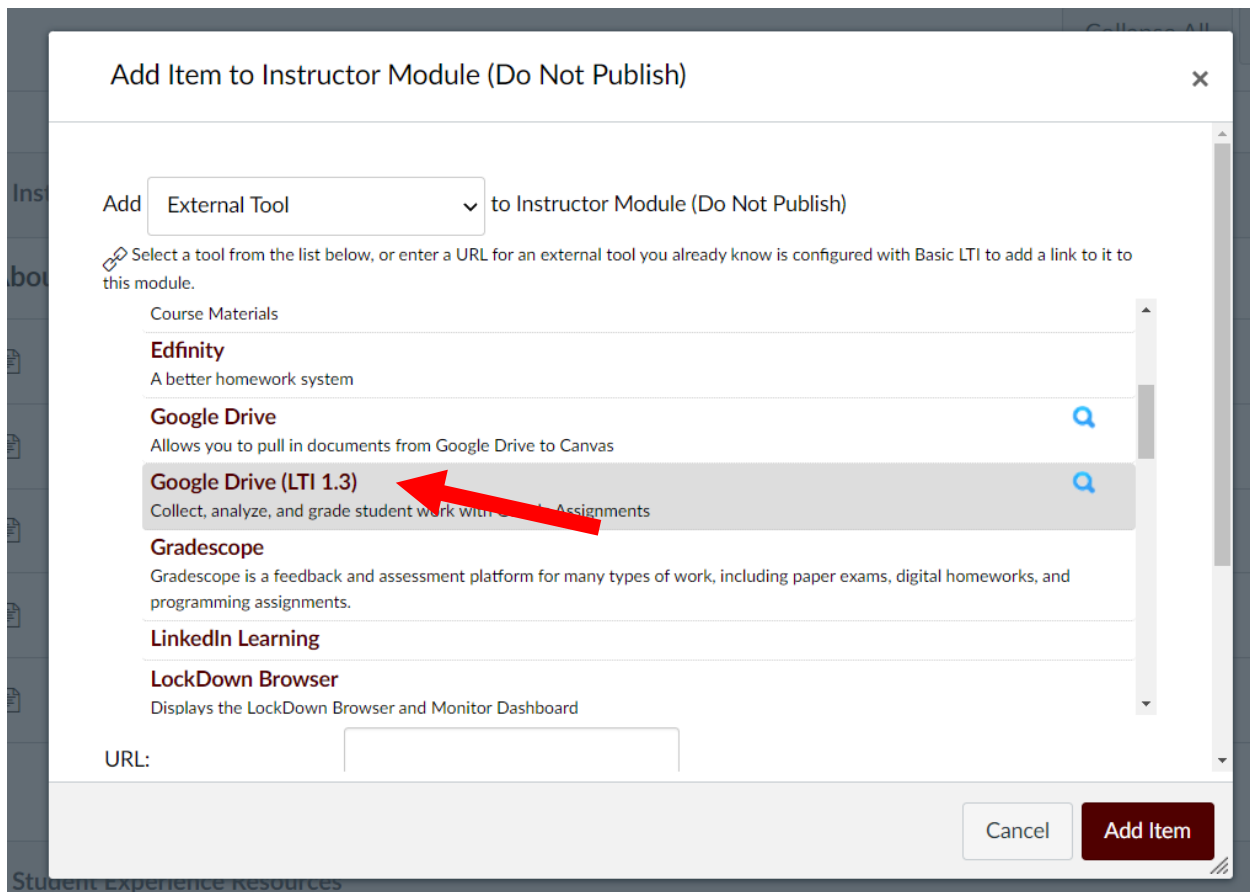 Collapse All
Add Item to Instructor Module (Do Not Publish)
Add External Tool to Instructor Module (Do Not Publish)
Select a tool from the list below, or enter a URL for an external tool you already know is configured with Basic LTI to add a link to it to
this module.
Course Materials
Edfinity
A better homework system
Google Drive
Allows you to pull in documents from Google Drive to Canvas
Google Drive (LTI 1.3)
Collect, analyze, and grade student work with Google Assignments
Gradescope
Gradescope is a feedback and assessment platform for many types of work, including paper exams, digital homeworks, and
programming assignments.
LinkedIn Learning
LockDown Browser
Displays the LockDown Browser and Monitor Dashboard
URL:
Cancel Add Item
Student Experience Resources